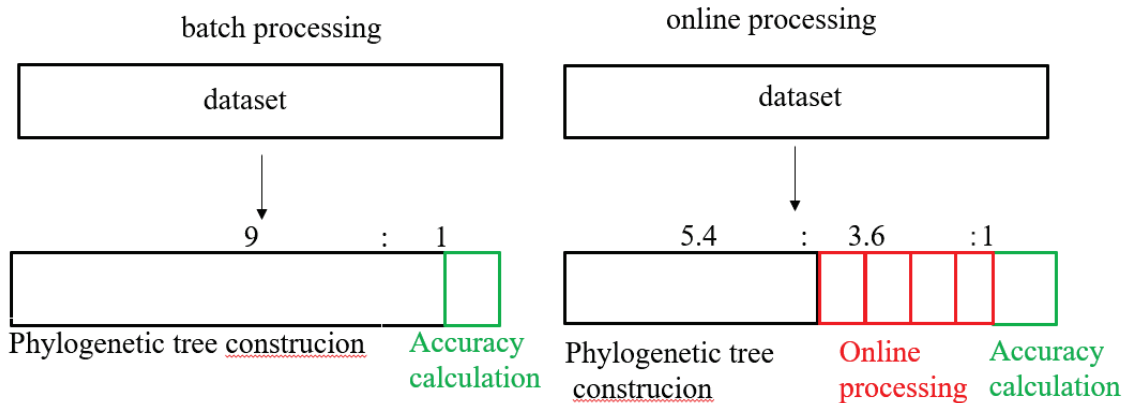 batch processing
dataset
9 : 1
Phylogenetic tree construcion
Accuracy
calculation
online processing
dataset
5.4 : 3.6 :1
Phylogenetic tree
construcion
Online
processing
Accuracy
calculation